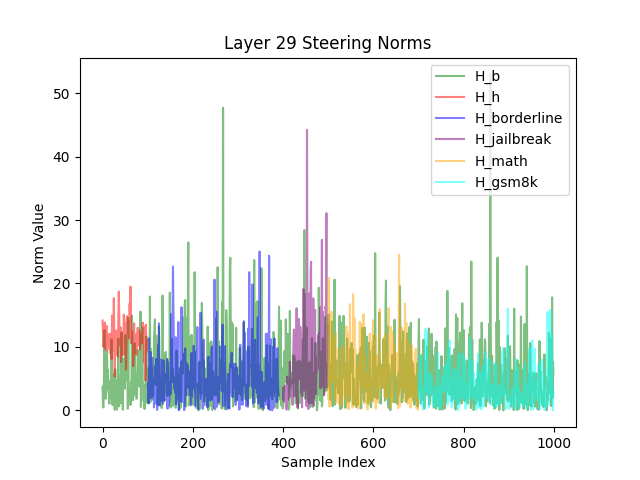 Layer 29 Steering Norms
H_b
H_h
H_borderline
H_jailbreak
H_math
H_gsm8k
Norm Value
50
40
30
20
10
0
0
200
400
600
800
1000
Sample Index